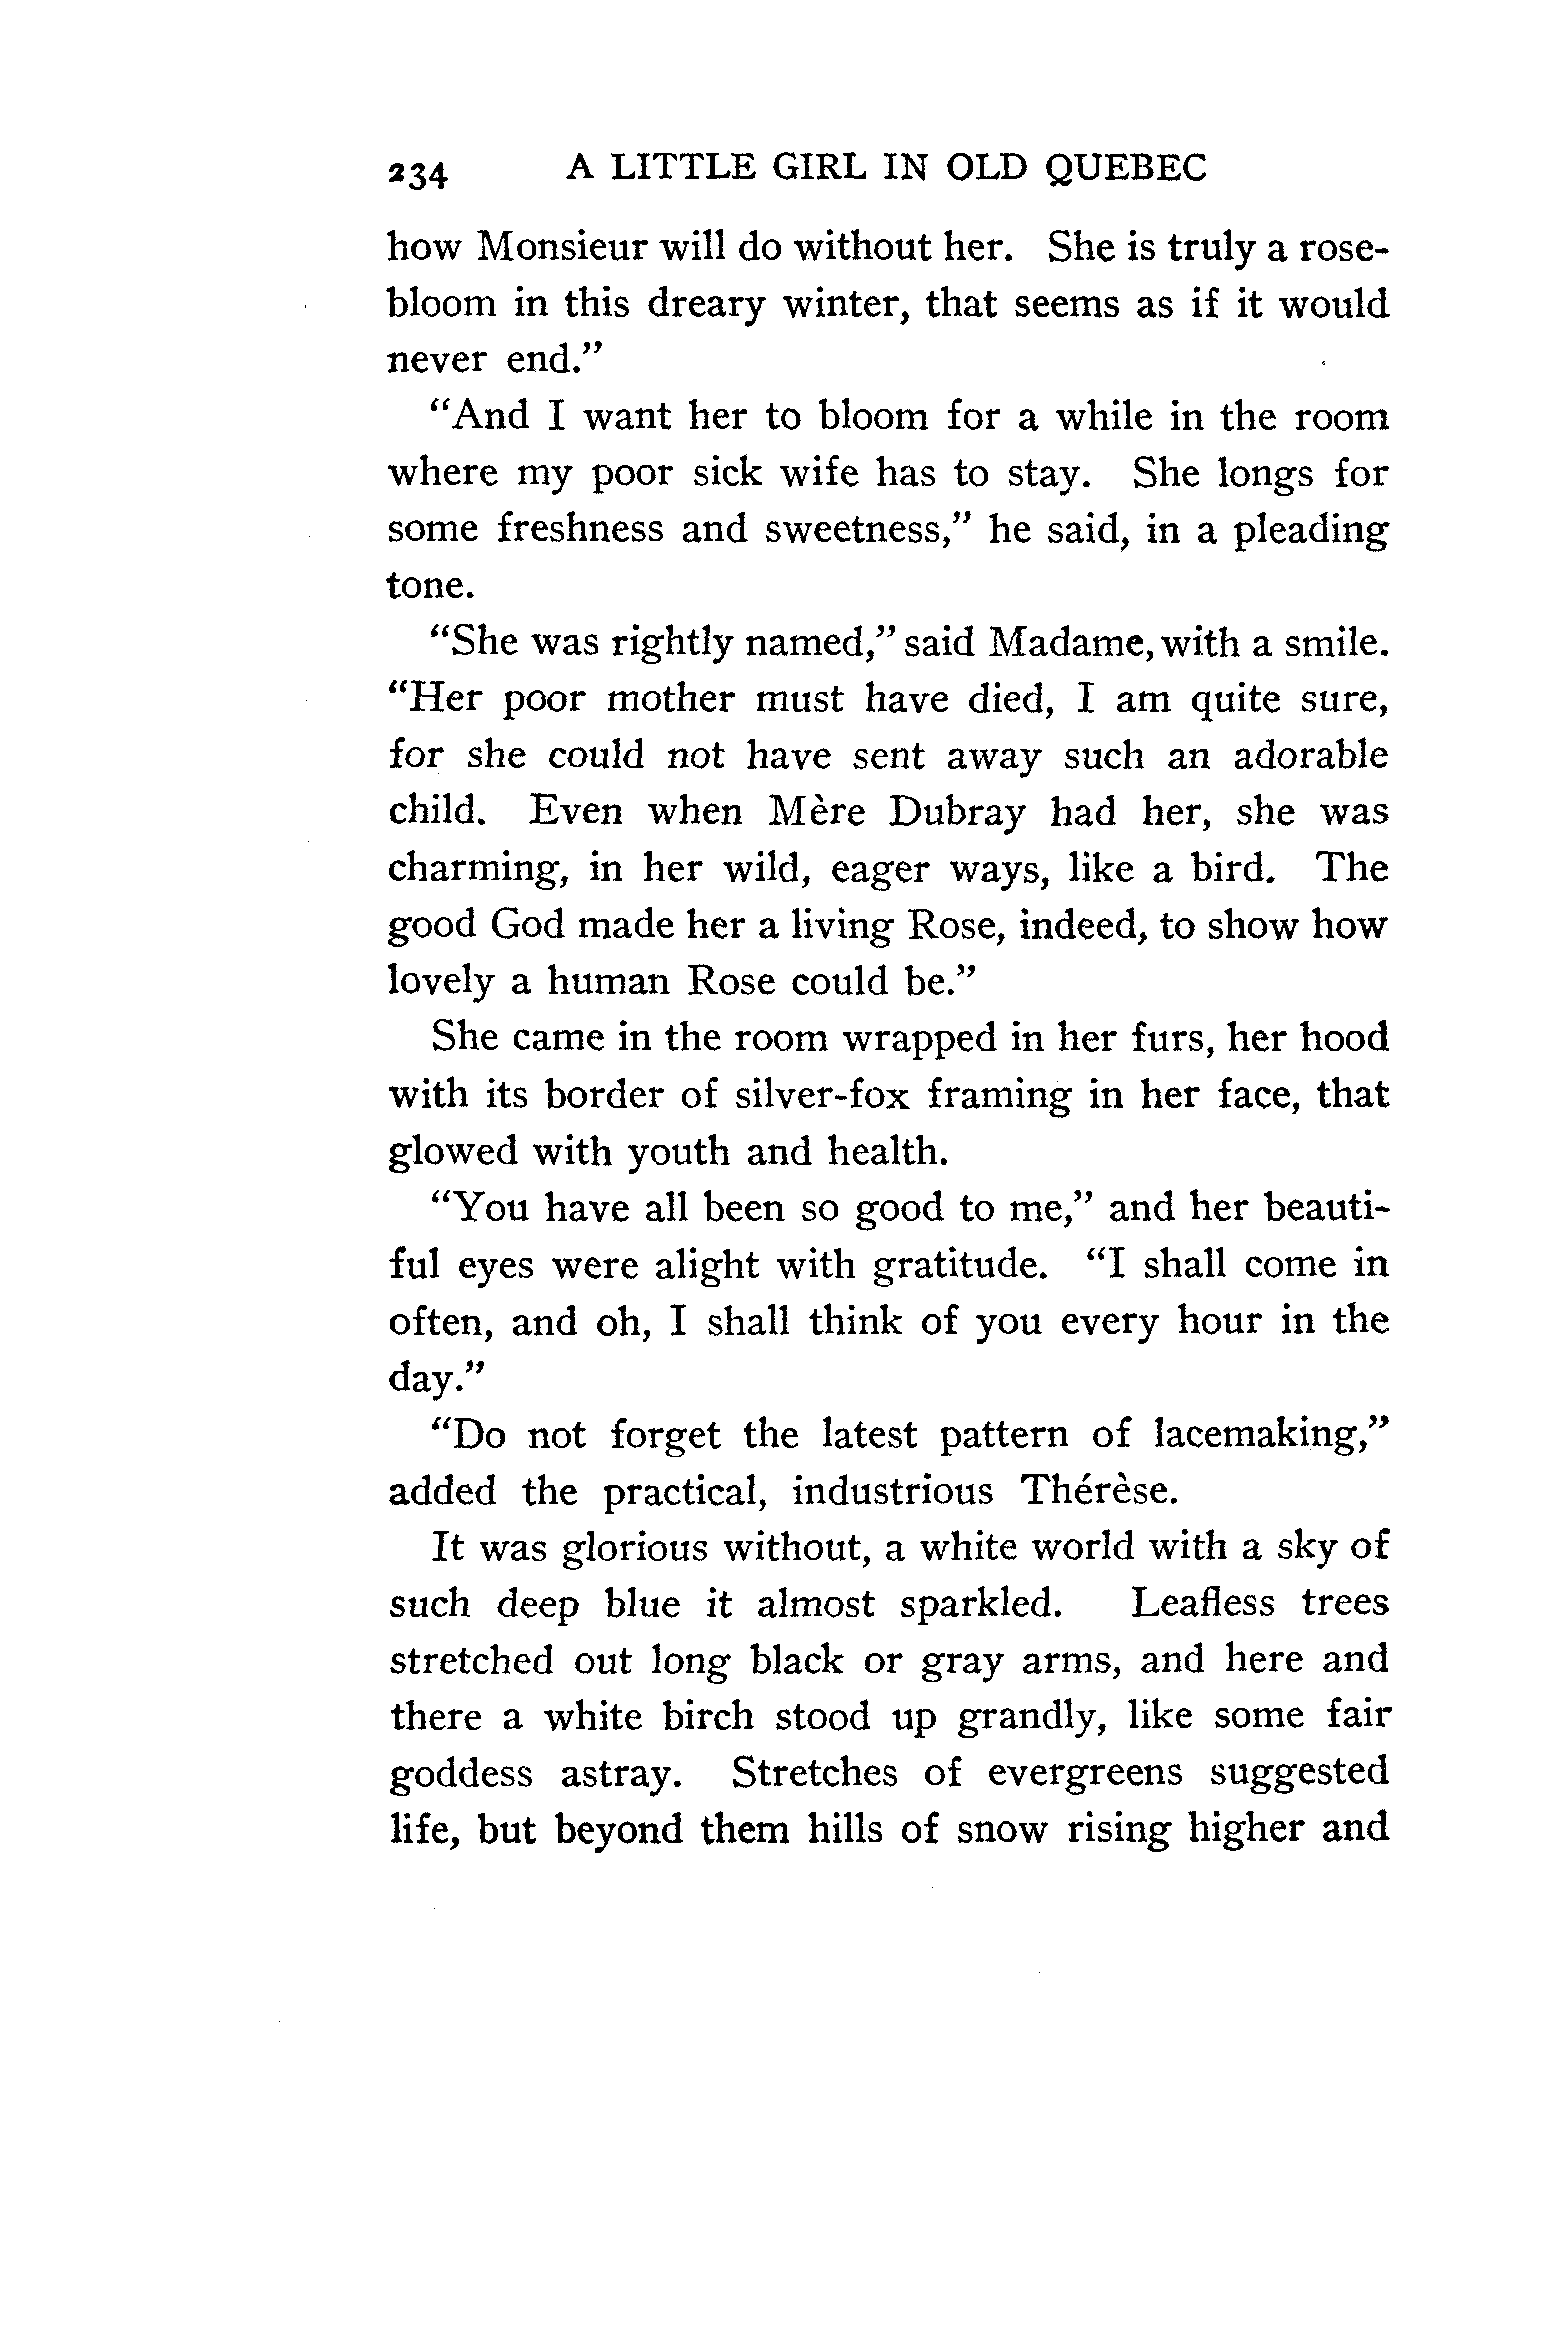 234 A LITTLE GIRL IN OLD QUEBEC
how Monsieur will do without her. She is truly a rose-
bloom in this dreary winter, that seems as if it would
never end.”
“And I want her to bloom for a while in the room
where my poor sick wife has to stay. She longs for
some freshness and sweetness,” he said, in a pleading
tone.
“She was rightly named,” said Madame, with a smile.
“Her poor mother must have died, I am quite sure,
for she could not have sent away such an adorable
child. Even when Mère Dubray had her, she was
charming, in her wild, eager ways, like a bird. The
good God made her a living Rose, indeed, to show how
lovely a human Rose could be.”
She came in the room wrapped in her furs, her hood
with its border of silver-fox framing in her face, that
glowed with youth and health.
“You have all been so good to me,” and her beauti-
ful eyes were alight with gratitude. “I shall come in
often, and oh, I shall think of you every hour in the
day.”
“Do not forget the latest pattern of lacemaking,”
added the practical, industrious Thérèse.
It was glorious without, a white world with a sky of
such deep blue it almost sparkled. Leafless trees
stretched out long black or gray arms, and here and
there a white birch stood up grandly, like some fair
goddess astray. Stretches of evergreens suggested
life, but beyond them hills of snow rising higher and